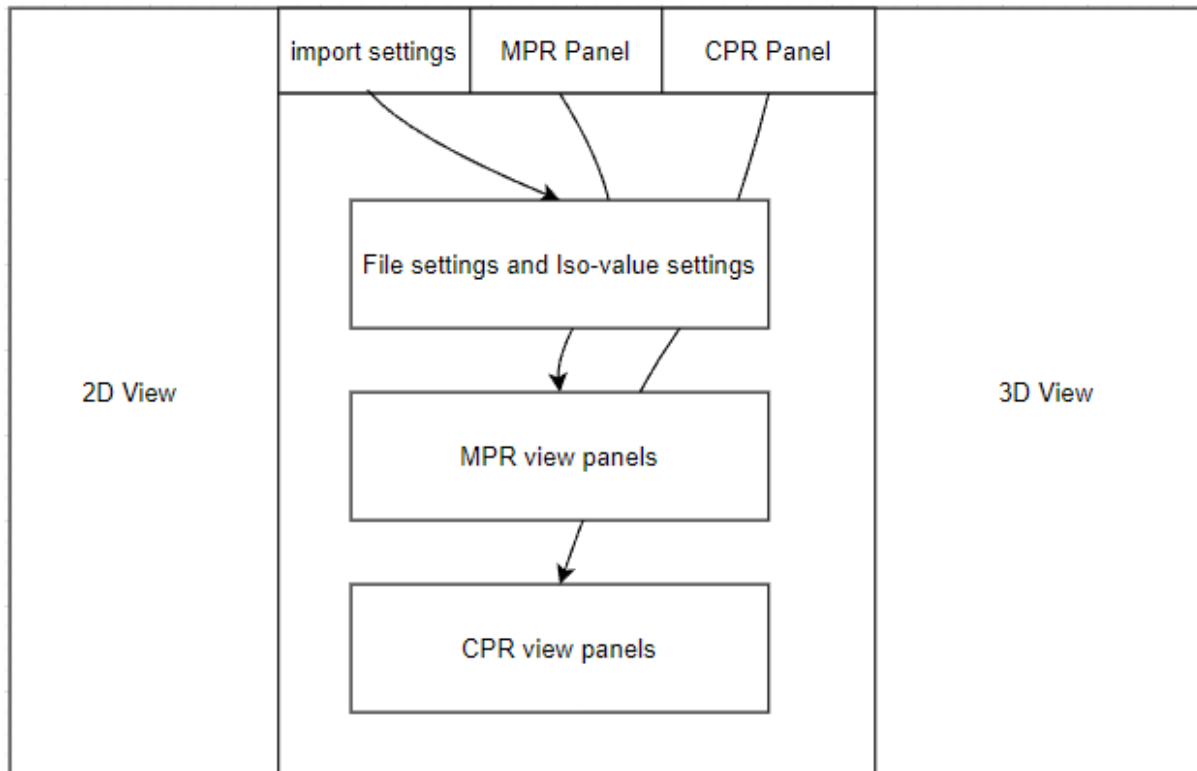 import settings
MPR Panel
CPR Panel
File settings and Iso-value settings
2D View
3D View
MPR view panels
CPR view panels